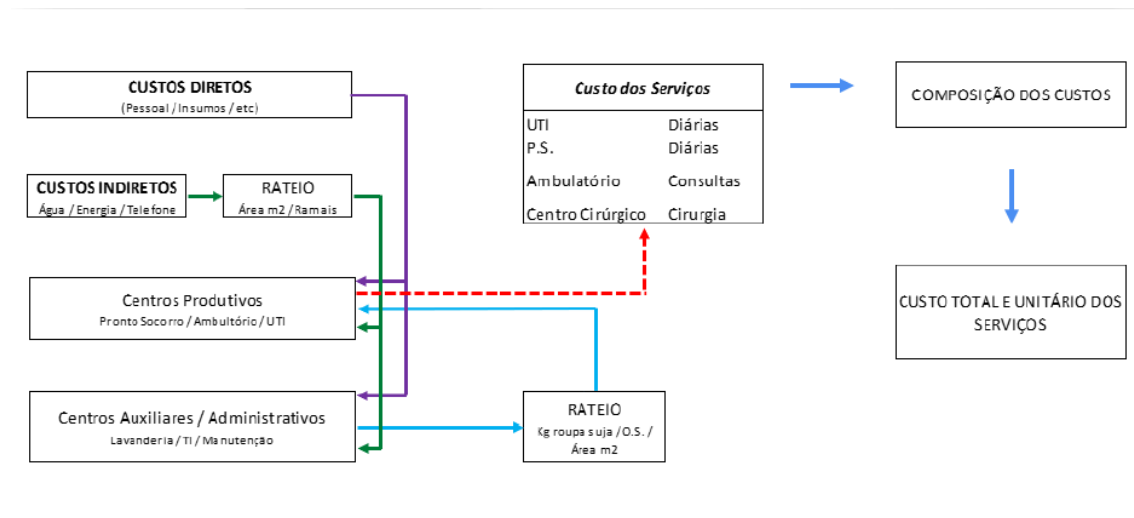 CUSTOS DIRETOS
(Pessoal / Insumos / etc)
CUSTOS INDIRETOS
Água / Energia / Telefone
RATEIO
Área m2 / Ramais
Centros Produtivos
Pronto Socorro / Ambultório / UTI
Centros Auxiliares / Administrativos
Lavanderia / TI / Manutenção
Custo dos Serviços
UTI Diárias
P.S. Diárias
Ambulatório Consultas
Centro Cirúrgico Cirurgia
RATEIO
Kg roupa suja / O.S. /
Área m2
COMPOSIÇÃO DOS CUSTOS
CUSTO TOTAL E UNITÁRIO DOS
SERVIÇOS